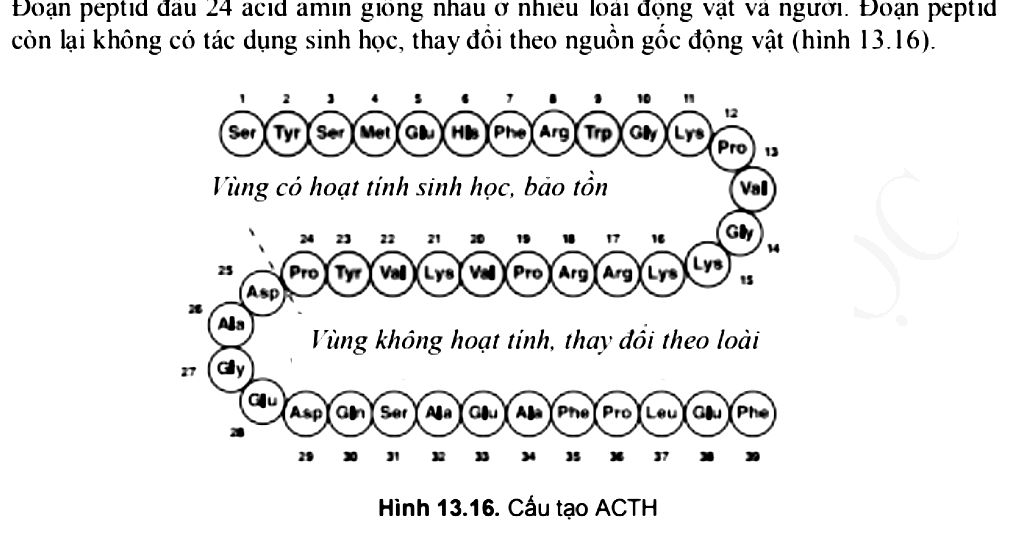 Đoạn peptid đầu 24 acid amin giống nhau ở nhiều loài động vật và người. Đoạn peptid
còn lại không có tác dụng sinh học, thay đổi theo nguồn gốc động vật (hình 13.16).
1 2 3 4 5 6 7 8 9 10 11
12
Ser Tyr Ser Met Glu His Phe Arg Trp Gly Lys
Pro 13
Vùng có hoạt tính sinh học, bảo tồn
Val
Gly
14
24 23 22 21 20 19 18 17 16
Pro Tyr Val Lys Val Pro Arg Arg Lys Lys
15
25
Asp
26
Ala
Vùng không hoạt tính, thay đổi theo loài
27 Gly
Glu
28
Asp Gln Ser Ala Glu Ala Phe Pro Leu Glu Phe
29 30 31 32 33 34 35 36 37 38 39
Hình 13.16. Cấu tạo ACTH